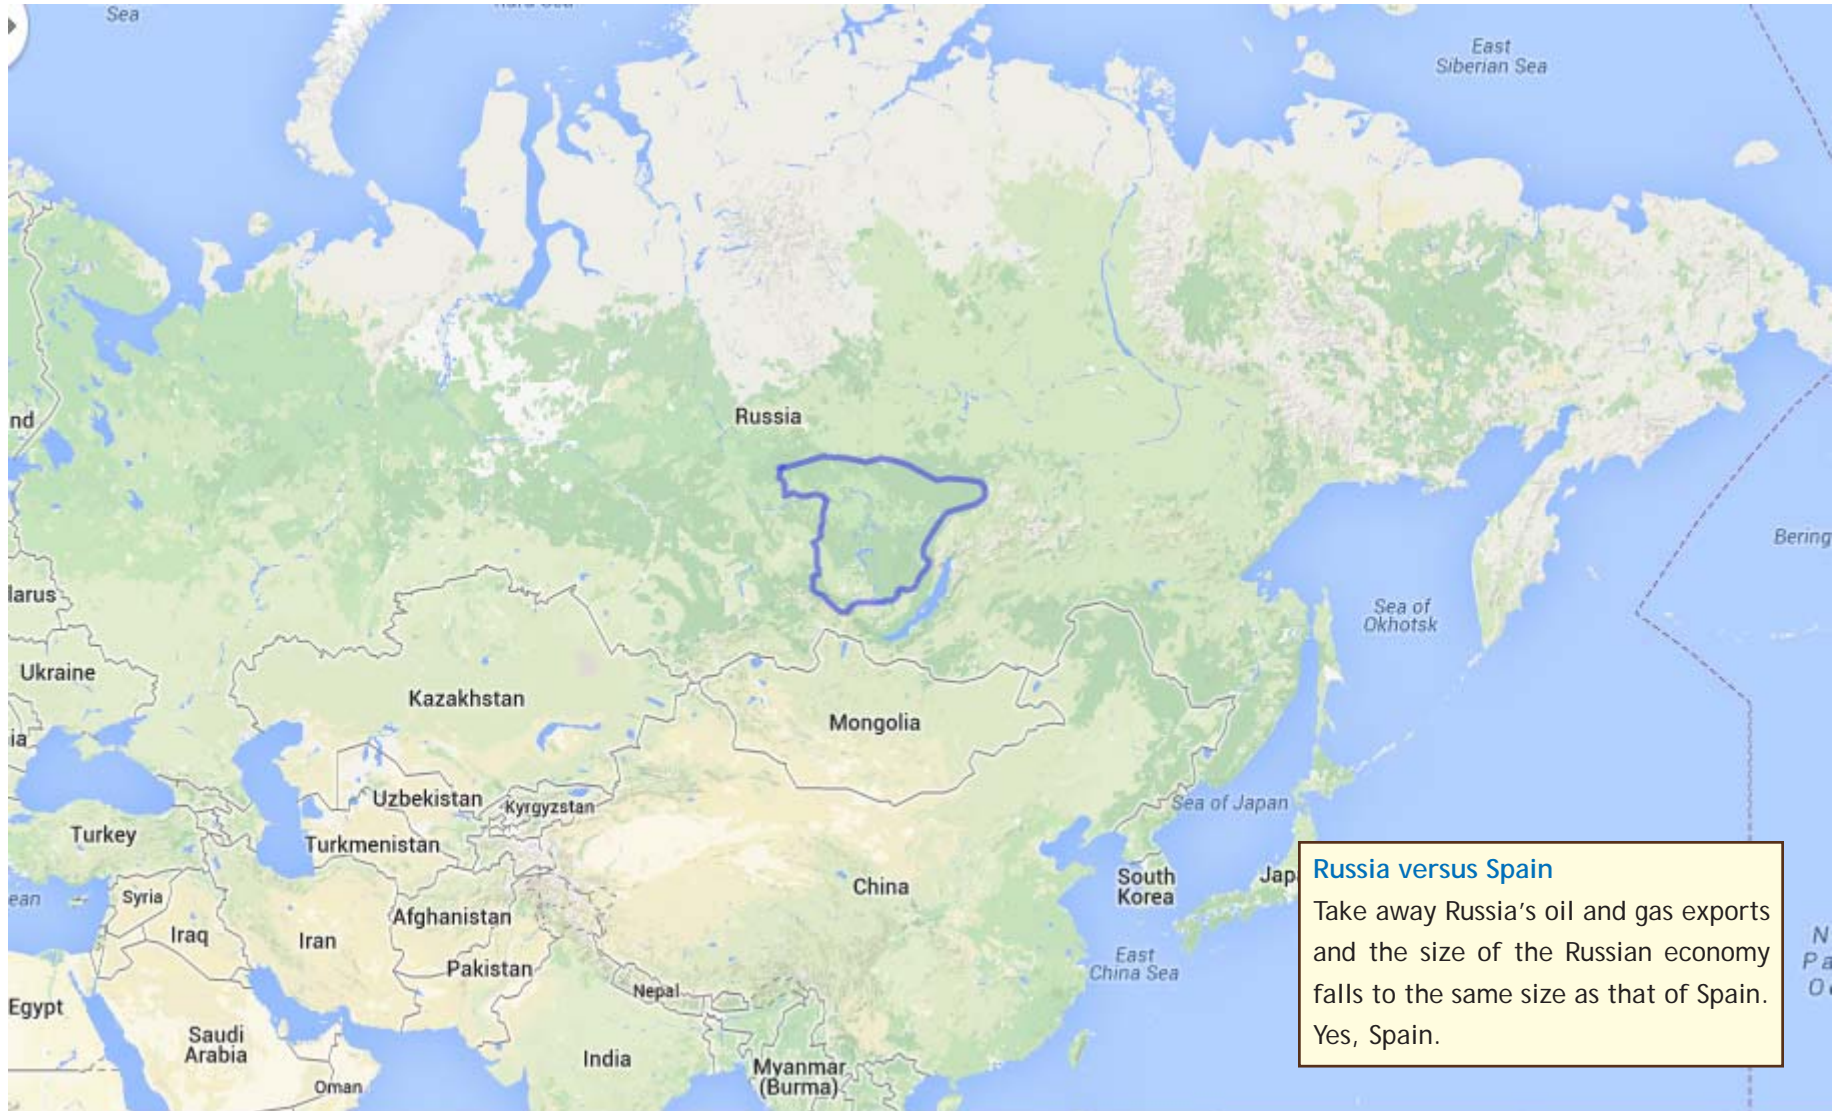 Sea
East
Siberian Sea
Russia
nd
Bering
larus
Sea of
Okhotsk
Ukraine
Kazakhstan
Mongolia
ia
Uzbekistan
Kyrgyzstan
Sea of Japan
Turkey
Turkmenistan
South
Korea
Jap
China
ean
Syria
Afghanistan
Iraq
Iran
East
China Sea
Pakistan
Nepal
Egypt
Saudi
Arabia
India
Myanmar
(Burma)
Oman
N
Pa
Russia versus Spain
Take away Russia’s oil and gas exports
and the size of the Russian economy
falls to the same size as that of Spain.
Yes, Spain.